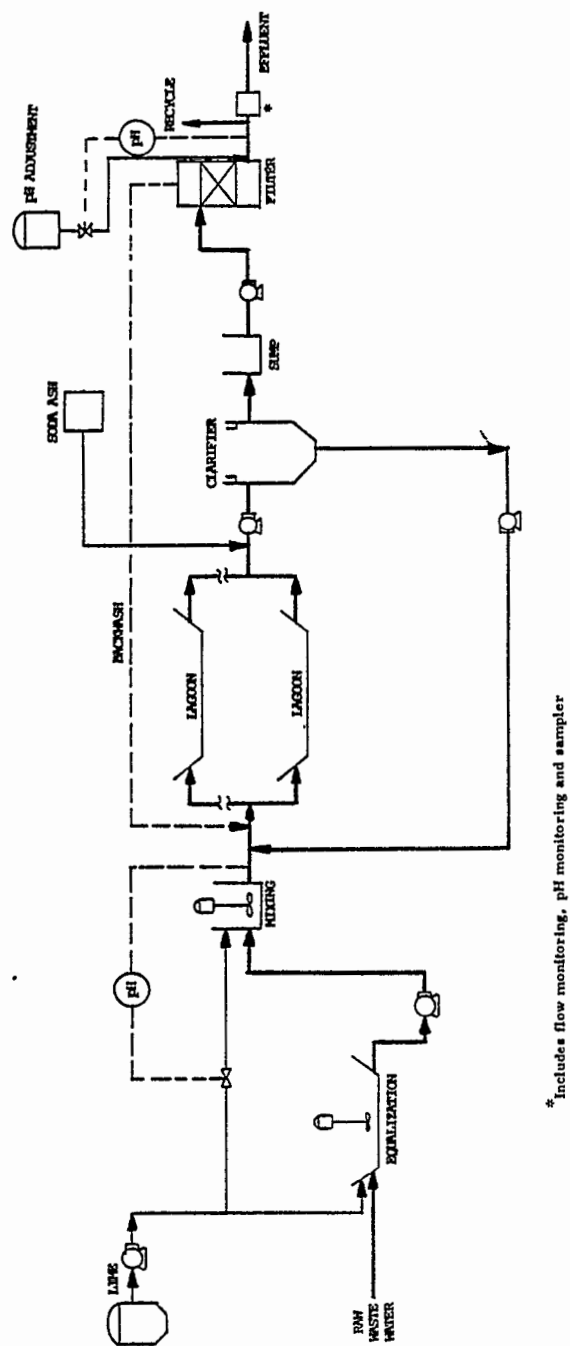 LIME
RAW
WASTE
WATER
EQUALIZATION
pH
MIXING
BACKWASH
LAGOON
LAGOON
SODA ASH
CLARIFIER
SUMP
pH ADJUSTMENT
pH
RECYCLE
FILTER
*
EFFLUENT
*Includes flow monitoring, pH monitoring and sampler